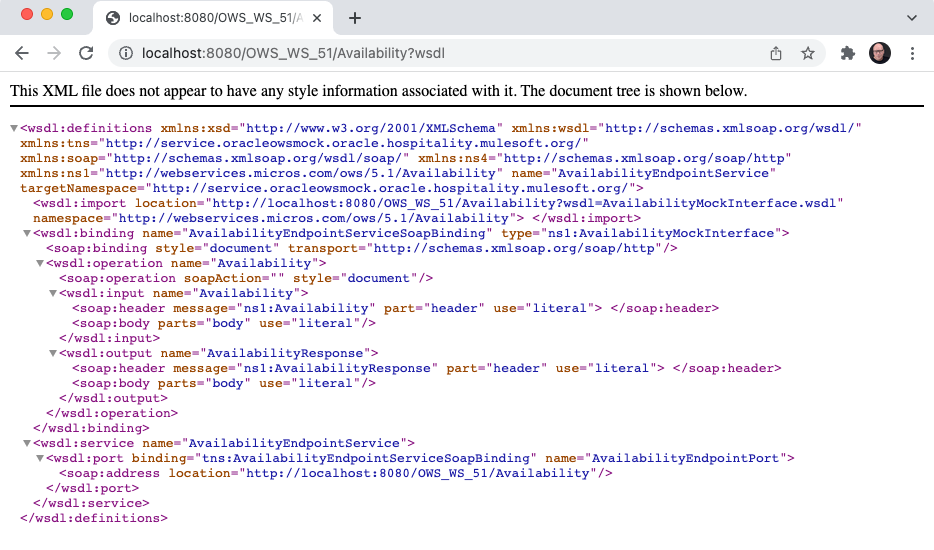 localhost:8080/OWS_WS_51/A
localhost:8080/OWS_WS_51/Availability?wsdl
This XML file does not appear to have any style information associated with it. The document tree is shown below.
<wsdl:definitions xmlns:xsd="http://www.w3.org/2001/XMLSchema" xmlns:wsdl="http://schemas.xmlsoap.org/wsdl/"
xmlns:tns="http://service.oracleowsmock.oracle.hospitality.mulesoft.org/"
xmlns:soap="http://schemas.xmlsoap.org/wsdl/soap/" xmlns:ns4="http://schemas.xmlsoap.org/soap/http"
xmlns:ns1="http://webservices.micros.com/ows/5.1/Availability" name="AvailabilityEndpointService"
targetNamespace="http://service.oracleowsmock.oracle.hospitality.mulesoft.org/">
<wsdl:import location="http://localhost:8080/OWS_WS_51/Availability?wsdl=AvailabilityMockInterface.wsdl"
namespace="http://webservices.micros.com/ows/5.1/Availability"> </wsdl:import>
<wsdl:binding name="AvailabilityEndpointServiceSoapBinding" type="ns1:AvailabilityMockInterface">
<soap:binding style="document" transport="http://schemas.xmlsoap.org/soap/http"/>
<wsdl:operation name="Availability">
<soap:operation soapAction="" style="document"/>
<wsdl:input name="Availability">
<soap:header message="ns1:Availability" part="header" use="literal"> </soap:header>
<soap:body parts="body" use="literal"/>
</wsdl:input>
<wsdl:output name="AvailabilityResponse">
<soap:header message="ns1:AvailabilityResponse" part="header" use="literal"> </soap:header>
<soap:body parts="body" use="literal"/>
</wsdl:output>
</wsdl:operation>
</wsdl:binding>
<wsdl:service name="AvailabilityEndpointService">
<wsdl:port binding="tns:AvailabilityEndpointServiceSoapBinding" name="AvailabilityEndpointPort">
<soap:address location="http://localhost:8080/OWS_WS_51/Availability"/>
</wsdl:port>
</wsdl:service>
</wsdl:definitions>